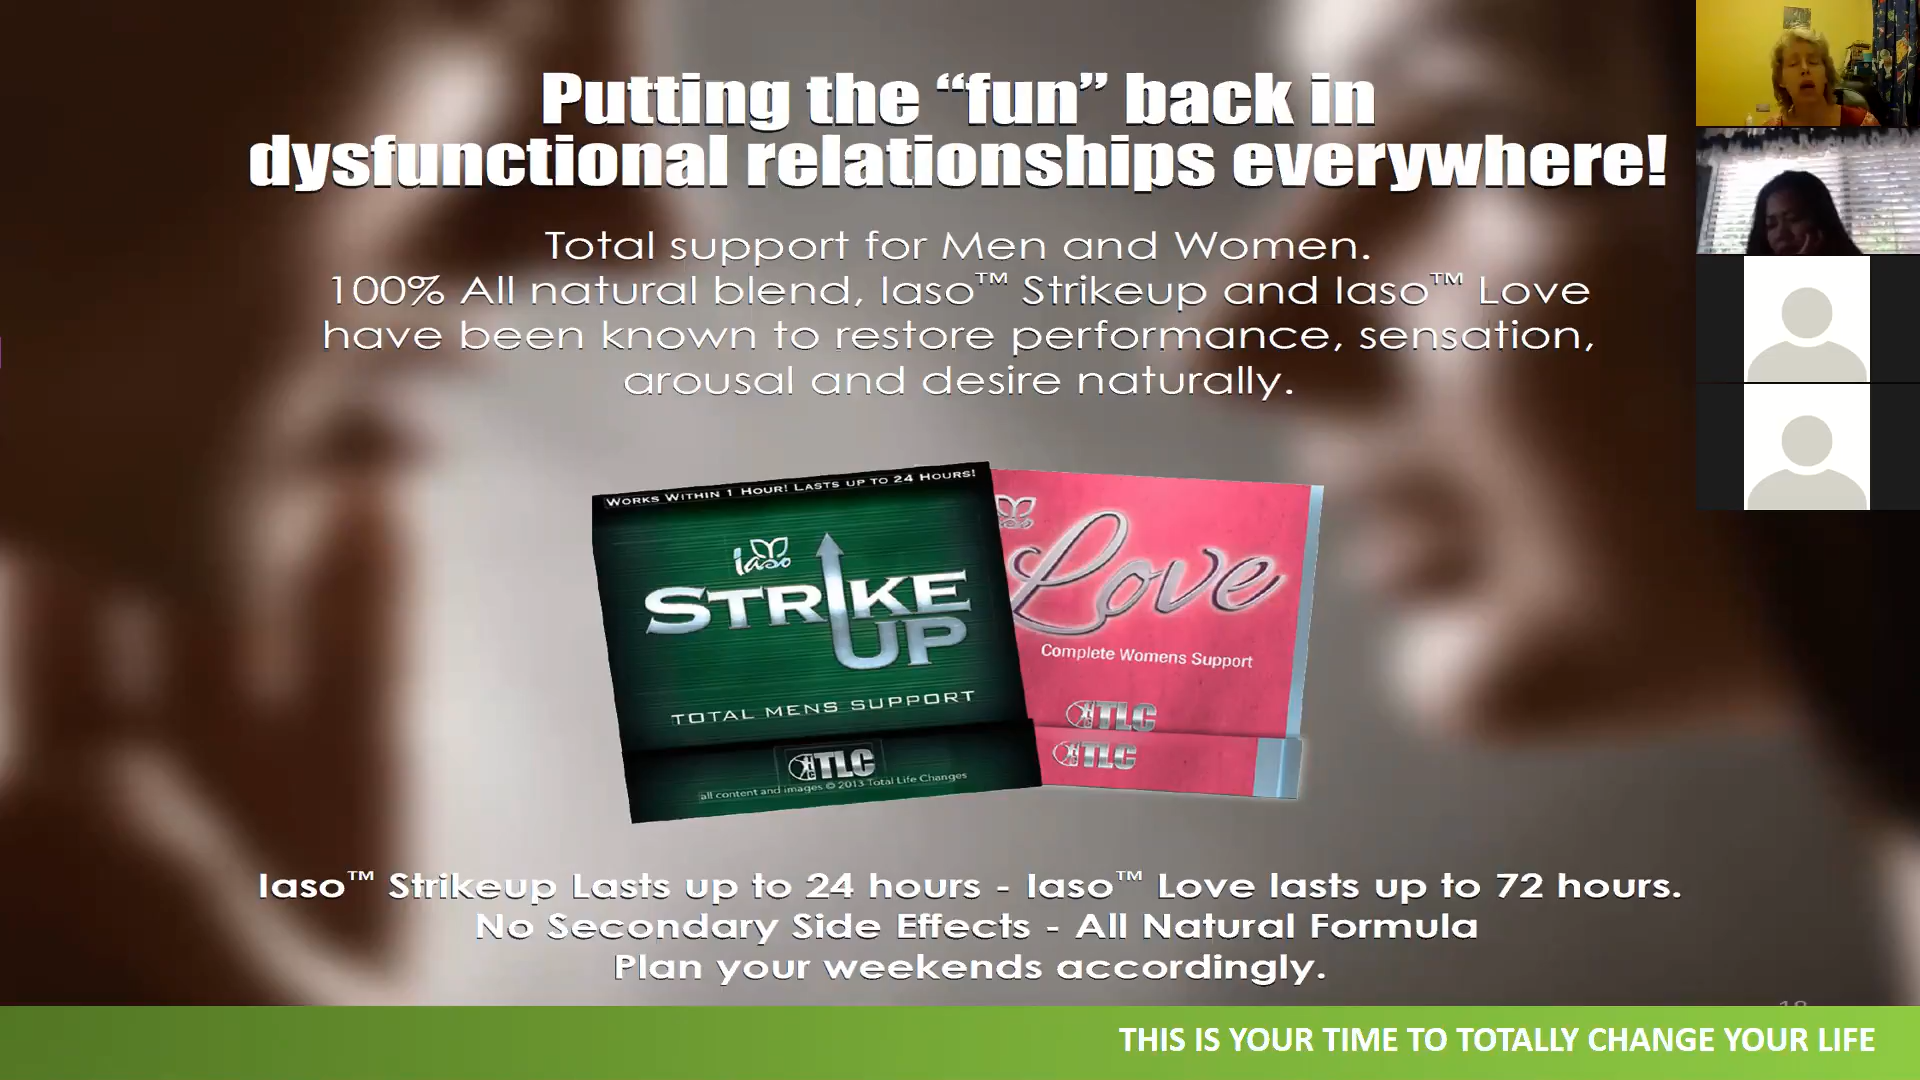 Putting the “fun” back in
dysfunctional relationships everywhere!
Total support for Men and Women.
100% All natural blend, Iaso™ Strikeup and Iaso™ Love
have been known to restore performance, sensation,
arousal and desire naturally.
WORKS WITHIN 1 HOUR! LASTS UP TO 24 HOURS!
iaso
STRIKE
UP
TOTAL MENS SUPPORT
TLC
all content and images © 2013 Total Life Changes
iaso
Love
Complete Womens Support
TLC
TLC
Iaso™ Strikeup Lasts up to 24 hours - Iaso™ Love lasts up to 72 hours.
No Secondary Side Effects - All Natural Formula
Plan your weekends accordingly.
THIS IS YOUR TIME TO TOTALLY CHANGE YOUR LIFE